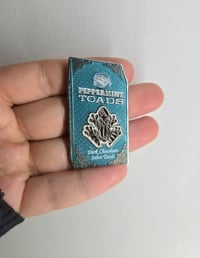 PEPPERMINT
TOADS
Dark Chocolate
Mint Toads